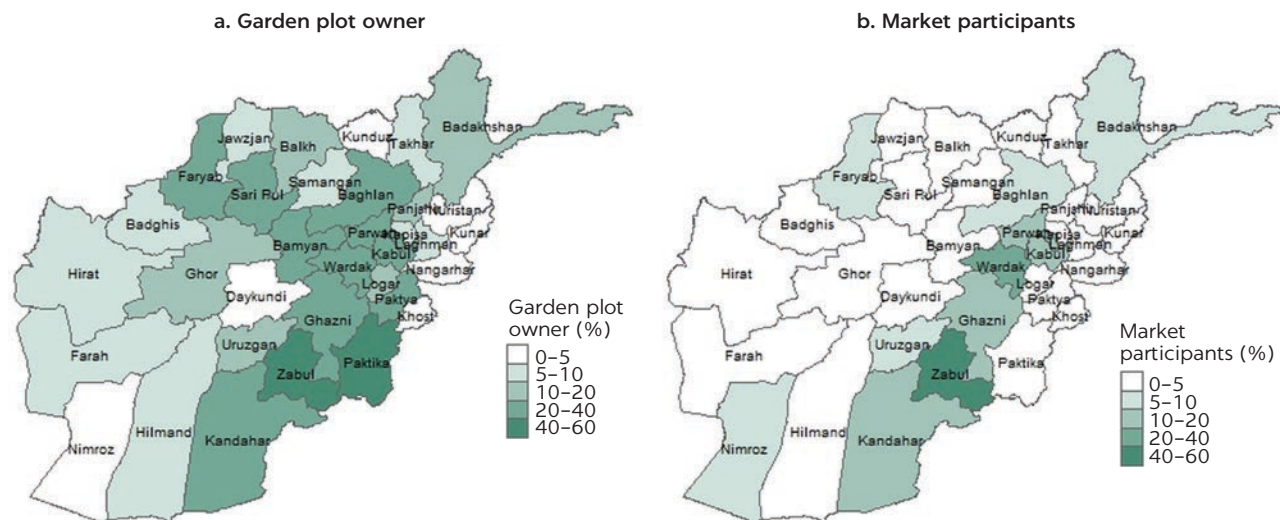 a. Garden plot owner
Jawzjan
Balkh
Kunduz
Takhar
Badakhshan
Faryab
Sari Pul
Samangan
Baghlan
Badghis
Bamyan
Parwan
Kabul
Laghman
Nuristan
Kunar
Nangarhar
Hirat
Ghor
Wardak
Logar
Daykundi
Paktya
Khost
Ghazni
Farah
Uruzgan
Zabul
Paktika
Nimroz
Hilmand
Kandahar
Garden plot
owner (%)
0–5
5–10
10–20
20–40
40–60
b. Market participants
Jawzjan
Balkh
Kunduz
Takhar
Badakhshan
Faryab
Sari Pul
Samangan
Baghlan
Badghis
Bamyan
Parwan
Kabul
Laghman
Nuristan
Kunar
Nangarhar
Hirat
Ghor
Wardak
Logar
Daykundi
Paktya
Khost
Ghazni
Farah
Uruzgan
Zabul
Paktika
Nimroz
Hilmand
Kandahar
Market
participants (%)
0–5
5–10
10–20
20–40
40–60